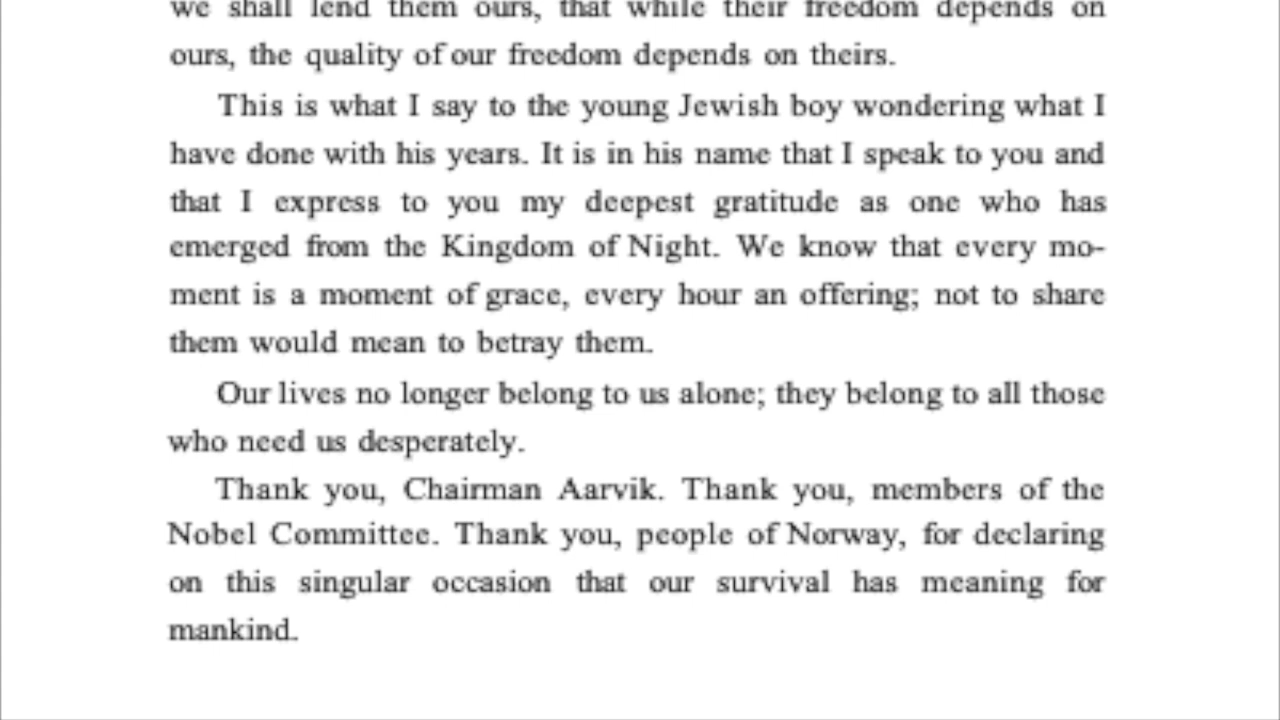 we shall lend them ours, that while their freedom depends on
ours, the quality of our freedom depends on theirs.
This is what I say to the young Jewish boy wondering what I
have done with his years. It is in his name that I speak to you and
that I express to you my deepest gratitude as one who has
emerged from the Kingdom of Night. We know that every mo-
ment is a moment of grace, every hour an offering; not to share
them would mean to betray them.
Our lives no longer belong to us alone; they belong to all those
who need us desperately.
Thank you, Chairman Aarvik. Thank you, members of the
Nobel Committee. Thank you, people of Norway, for declaring
on this singular occasion that our survival has meaning for
mankind.